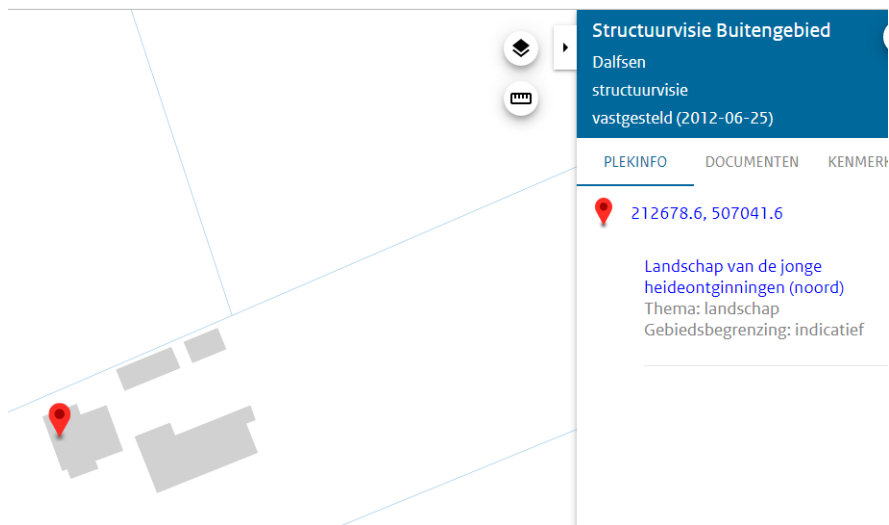 Structuurvisie Buitengebied
Dalfsen
structuurvisie
vastgesteld (2012-06-25)
PLEKINFO DOCUMENTEN KENMERK
212678.6, 507041.6
Landschap van de jonge
heideontginningen (noord)
Thema: landschap
Gebiedsbegrenzing: indicatief